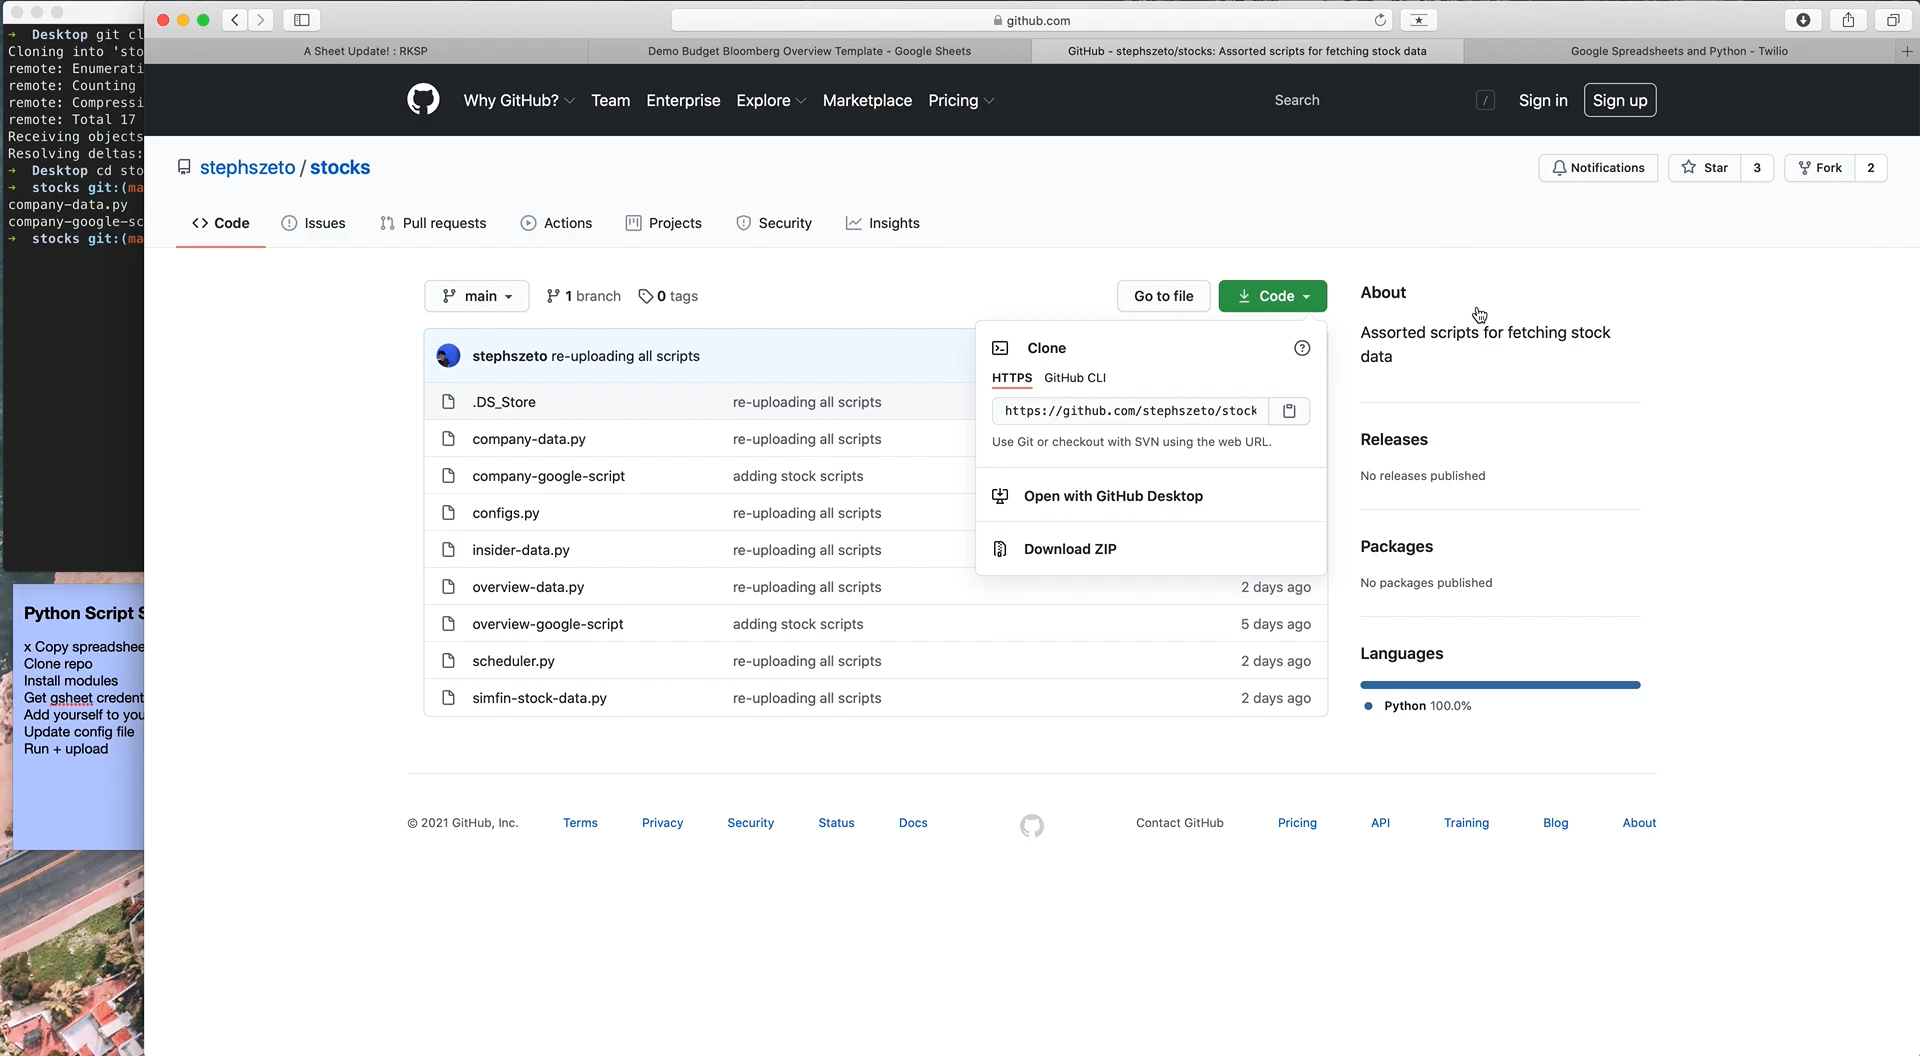 Desktop git cl
Cloning into 'sto
remote: Enumerati
remote: Counting
remote: Compressi
remote: Total 17
Receiving objects
Resolving deltas:
Desktop cd sto
stocks git:(ma
company-data.py
company-google-sc
stocks git:(ma
Python Script S
x Copy spreadshee
Clone repo
Install modules
Get gsheet credent
Add yourself to you
Update config file
Run + upload
github.com
A Sheet Update! : RKSP
Demo Budget Bloomberg Overview Template - Google Sheets
GitHub - stephszeto/stocks: Assorted scripts for fetching stock data
Google Spreadsheets and Python - Twilio
Why GitHub? Team Enterprise Explore Marketplace Pricing Search / Sign in Sign up
stephszeto / stocks
Notifications Star 3 Fork 2
Code Issues Pull requests Actions Projects Security Insights
main 1 branch 0 tags Go to file Code
stephszeto re-uploading all scripts
.DS_Store re-uploading all scripts
company-data.py re-uploading all scripts
company-google-script adding stock scripts
configs.py re-uploading all scripts
insider-data.py re-uploading all scripts
overview-data.py re-uploading all scripts 2 days ago
overview-google-script adding stock scripts 5 days ago
scheduler.py re-uploading all scripts 2 days ago
simfin-stock-data.py re-uploading all scripts 2 days ago
Clone
HTTPS GitHub CLI
https://github.com/stephszeto/stock
Use Git or checkout with SVN using the web URL.
Open with GitHub Desktop
Download ZIP
About
Assorted scripts for fetching stock
data
Releases
No releases published
Packages
No packages published
Languages
Python 100.0%
© 2021 GitHub, Inc. Terms Privacy Security Status Docs Contact GitHub Pricing API Training Blog About